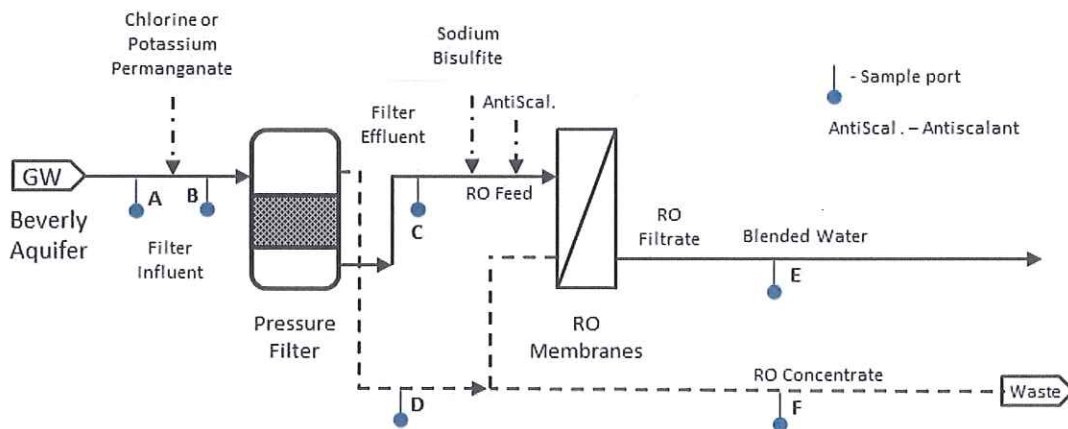 Chlorine or
Potassium
Permanganate
Sodium
Bisulfite
- Sample port
AntiScal.
Filter
Effluent
AntiScal. – Antiscalant
GW
A
B
C
RO Feed
Beverly
Aquifer
Filter
Influent
RO
Filtrate
Blended Water
E
Pressure
Filter
RO
Membranes
RO Concentrate
Waste
D
F